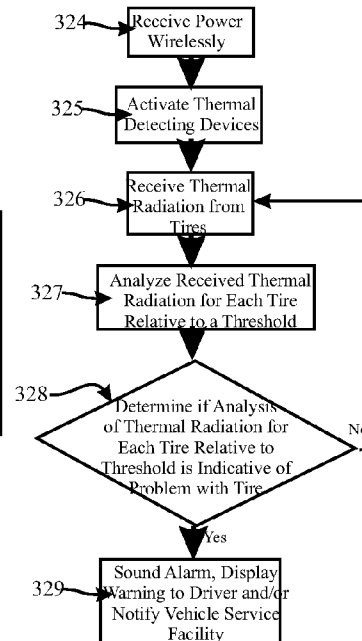 324
Receive Power
Wirelessly
325
Activate Thermal
Detecting Devices
326
Receive Thermal
Radiation from
Tires
327
Analyze Received Thermal
Radiation for Each Tire
Relative to a Threshold
328
Determine if Analysis
of Thermal Radiation for
Each Tire Relative to
Threshold is Indicative of
Problem with Tire
Yes
329
Sound Alarm, Display
Warning to Driver and/or
Notify Vehicle Service
Facility